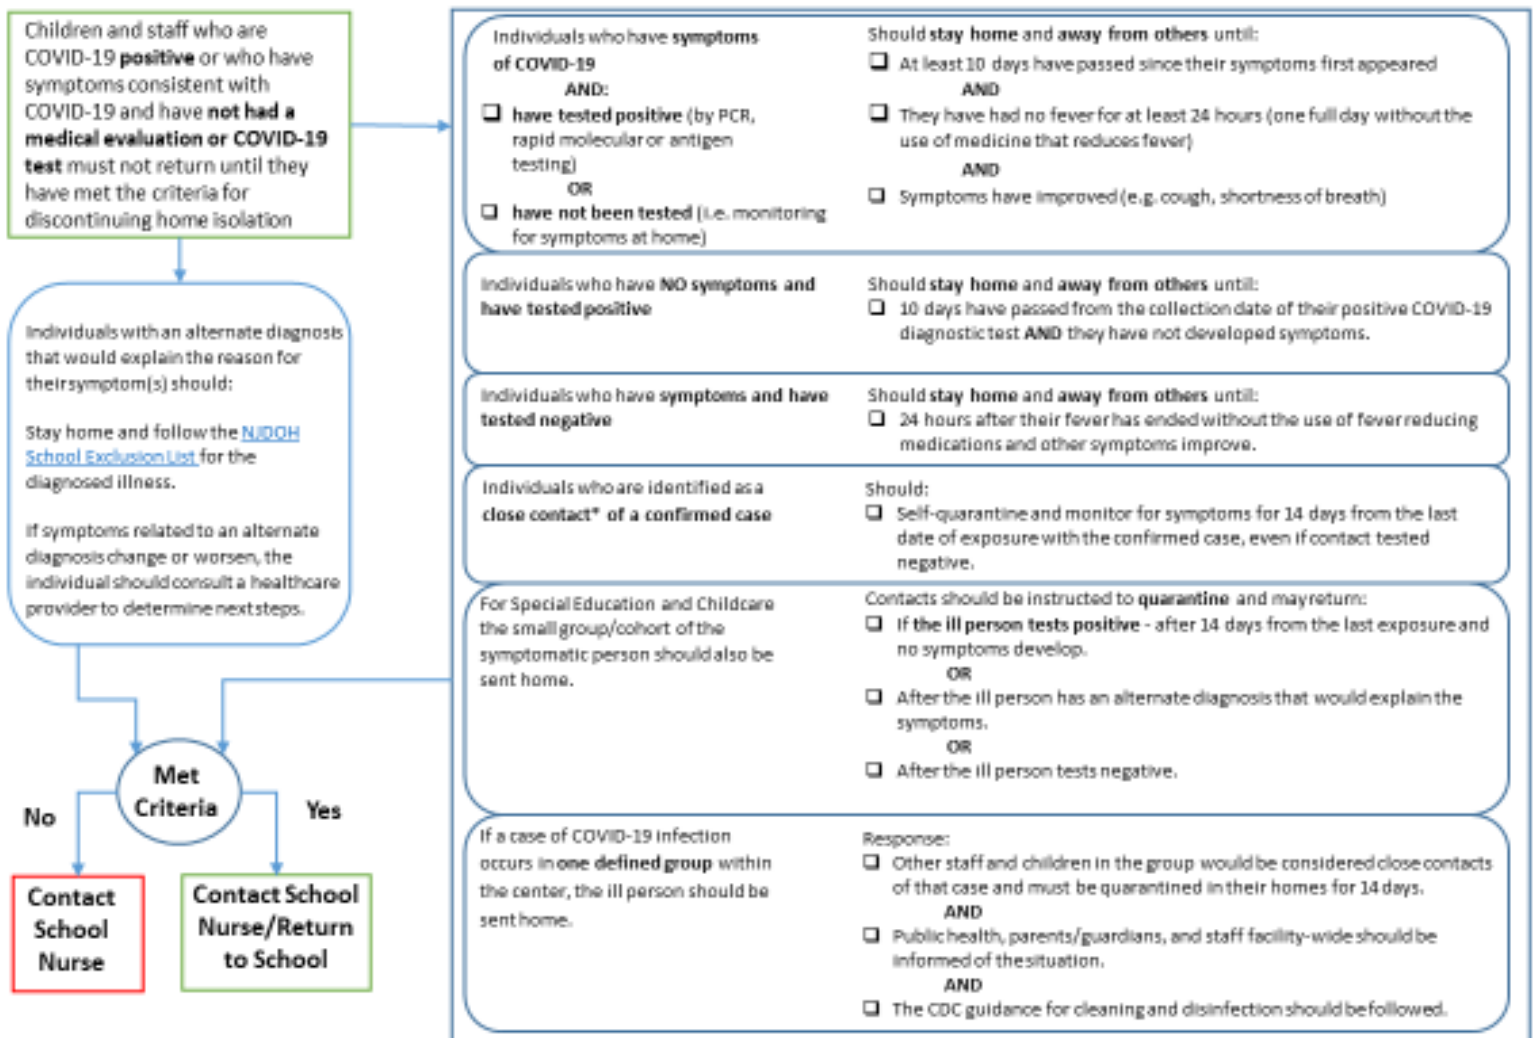 Children and staff who are
COVID-19 positive or who have
symptoms consistent with
COVID-19 and have not had a
medical evaluation or COVID-19
test must not return until they
have met the criteria for
discontinuing home isolation
Individuals with an alternate diagnosis
that would explain the reason for
their symptom(s) should:
Stay home and follow the NJDOH
School Exclusion List for the
diagnosed illness.
If symptoms related to an alternate
diagnosis change or worsen, the
individual should consult a healthcare
provider to determine next steps.
Met
Criteria
No
Yes
Contact
School
Nurse
Contact School
Nurse/Return
to School
Individuals who have symptoms
of COVID-19
AND:
have tested positive (by PCR,
rapid molecular or antigen
testing)
OR
have not been tested (i.e. monitoring
for symptoms at home)
Should stay home and away from others until:
At least 10 days have passed since their symptoms first appeared
AND
They have had no fever for at least 24 hours (one full day without the
use of medicine that reduces fever)
AND
Symptoms have improved (e.g. cough, shortness of breath)
Individuals who have NO symptoms and
have tested positive
Should stay home and away from others until:
10 days have passed from the collection date of their positive COVID-19
diagnostic test AND they have not developed symptoms.
Individuals who have symptoms and have
tested negative
Should stay home and away from others until:
24 hours after their fever has ended without the use of fever reducing
medications and other symptoms improve.
Individuals who are identified as a
close contact* of a confirmed case
Should:
Self-quarantine and monitor for symptoms for 14 days from the last
date of exposure with the confirmed case, even if contact tested
negative.
For Special Education and Childcare
the small group/cohort of the
symptomatic person should also be
sent home.
Contacts should be instructed to quarantine and may return:
If the ill person tests positive - after 14 days from the last exposure and
no symptoms develop.
OR
After the ill person has an alternate diagnosis that would explain the
symptoms.
OR
After the ill person tests negative.
If a case of COVID-19 infection
occurs in one defined group within
the center, the ill person should be
sent home.
Response:
Other staff and children in the group would be considered close contacts
of that case and must be quarantined in their homes for 14 days.
AND
Public health, parents/guardians, and staff facility-wide should be
informed of the situation.
AND
The CDC guidance for cleaning and disinfection should be followed.